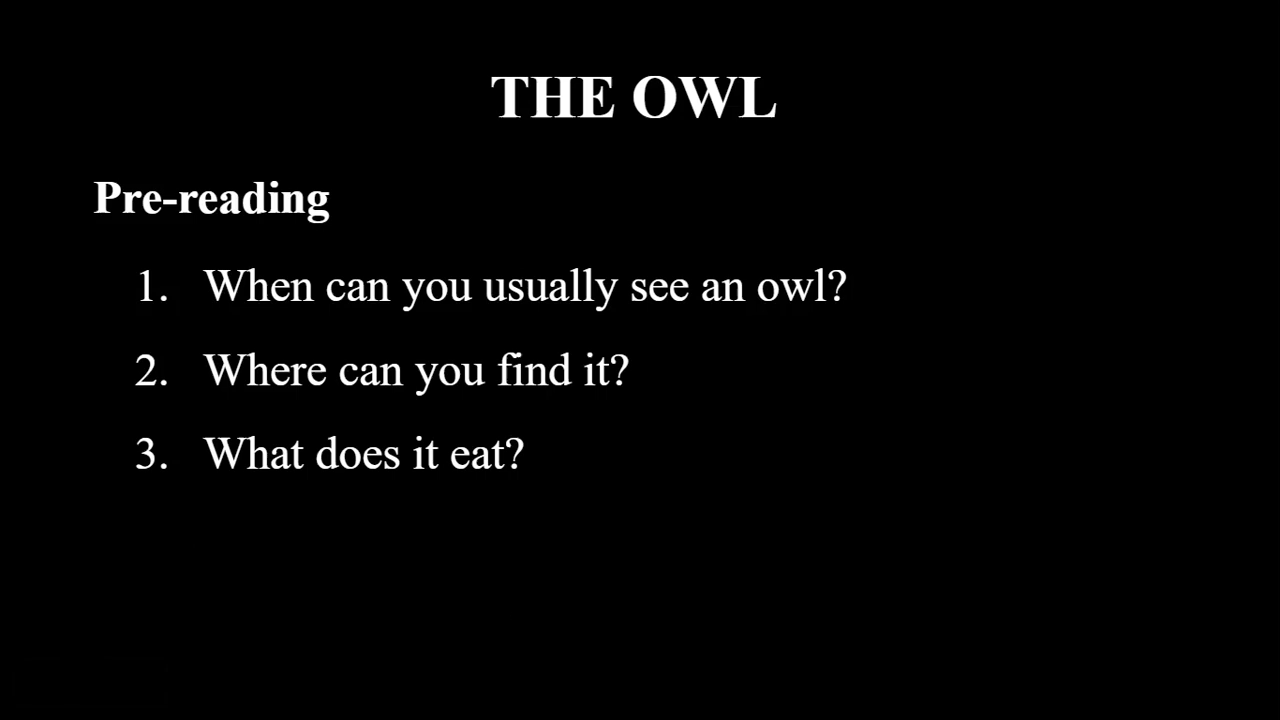 THE OWL
Pre-reading
1. When can you usually see an owl?
2. Where can you find it?
3. What does it eat?